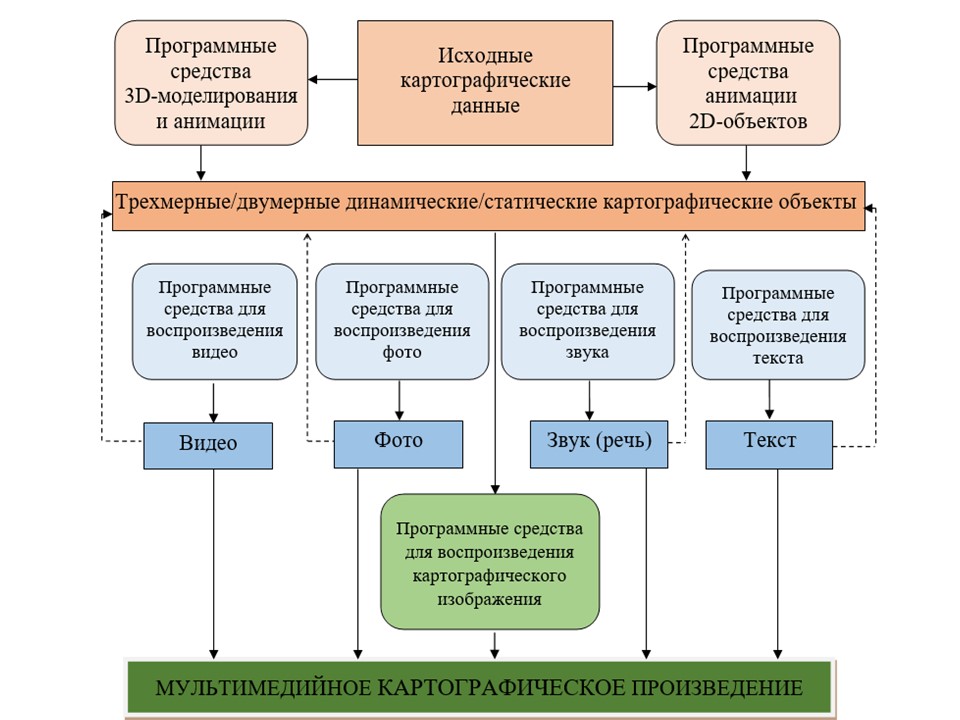 Программные
средства
3D-моделирования
и анимации
Исходные
картографические
данные
Программные
средства
анимации
2D-объектов
Трехмерные/двумерные динамические/статические картографические объекты
Программные
средства для
воспроизведения
видео
Программные
средства для
воспроизведения
фото
Программные
средства для
воспроизведения
звука
Программные
средства для
воспроизведения
текста
Видео
Фото
Звук (речь)
Текст
Программные средства
для воспроизведения
картографического
изображения
МУЛЬТИМЕДИЙНОЕ КАРТОГРАФИЧЕСКОЕ ПРОИЗВЕДЕНИЕ